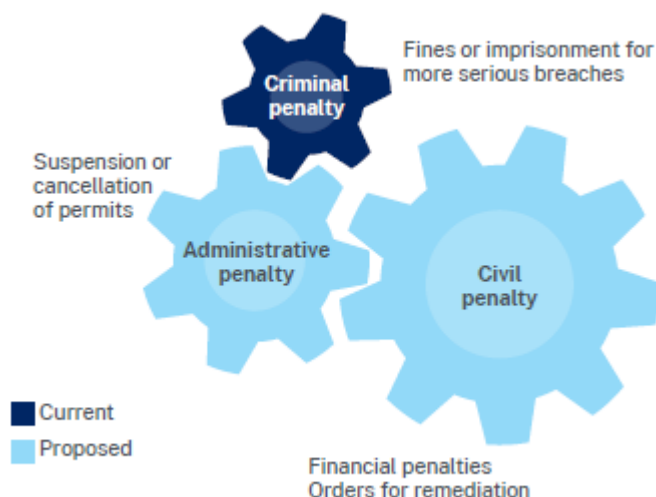 Criminal
penalty
Fines or imprisonment for
more serious breaches
Suspension or
cancellation
of permits
Administrative
penalty
Civil
penalty
Current
Proposed
Financial penalties
Orders for remediation